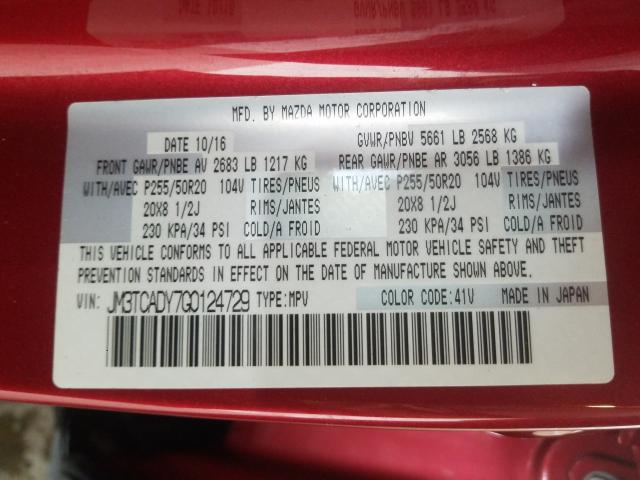 MFD. BY MAZDA MOTOR CORPORATION
DATE 10/16 GVWR/PNBV 5661 LB 2568 KG
FRONT GAWR/PNBE AV 2683 LB 1217 KG REAR GAWR/PNBE AR 3056 LB 1386 KG
WITH/AVEC P255/50R20 104V TIRES/PNEUS WITH/AVEC P255/50R20 104V TIRES/PNEUS
20X8 1/2J RIMS/JANTES 20X8 1/2J RIMS/JANTES
230 KPA/34 PSI COLD/A FROID 230 KPA/34 PSI COLD/A FROID
THIS VEHICLE CONFORMS TO ALL APPLICABLE FEDERAL MOTOR VEHICLE SAFETY AND THEFT
PREVENTION STANDARDS IN EFFECT ON THE DATE OF MANUFACTURE SHOWN ABOVE.
VIN: JM3TCADY7G0124729 TYPE:MPV COLOR CODE:41V MADE IN JAPAN